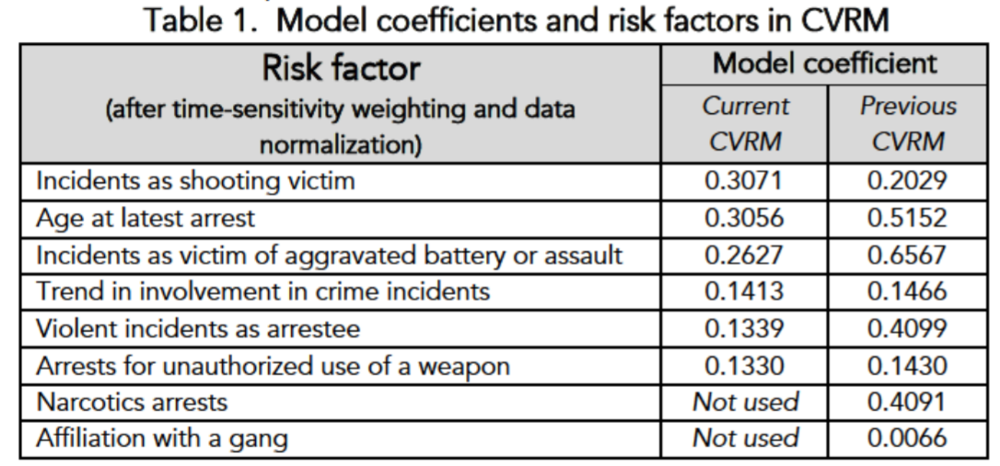 Table 1. Model coefficients and risk factors in CVRM
Risk factor
(after time-sensitivity weighting and data
normalization)
Model coefficient
Current
CVRM
Previous
CVRM
Incidents as shooting victim 0.3071 0.2029
Age at latest arrest 0.3056 0.5152
Incidents as victim of aggravated battery or assault 0.2627 0.6567
Trend in involvement in crime incidents 0.1413 0.1466
Violent incidents as arrestee 0.1339 0.4099
Arrests for unauthorized use of a weapon 0.1330 0.1430
Narcotics arrests Not used 0.4091
Affiliation with a gang Not used 0.0066